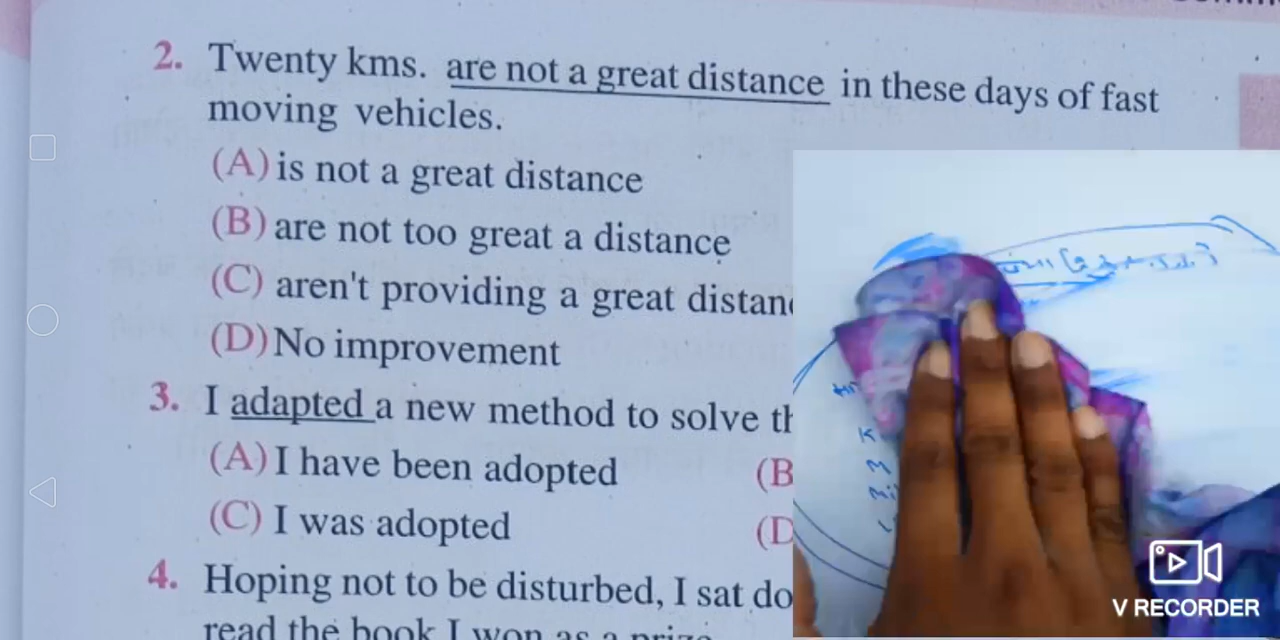 2. Twenty kms. are not a great distance in these days of fast
moving vehicles.
(A) is not a great distance
(B) are not too great a distance
(C) aren't providing a great distan
(D) No improvement
3. I adapted a new method to solve th
(A) I have been adopted (B
(C) I was adopted (D
4. Hoping not to be disturbed, I sat do
read the book I won as a prize
K
M
V RECORDER